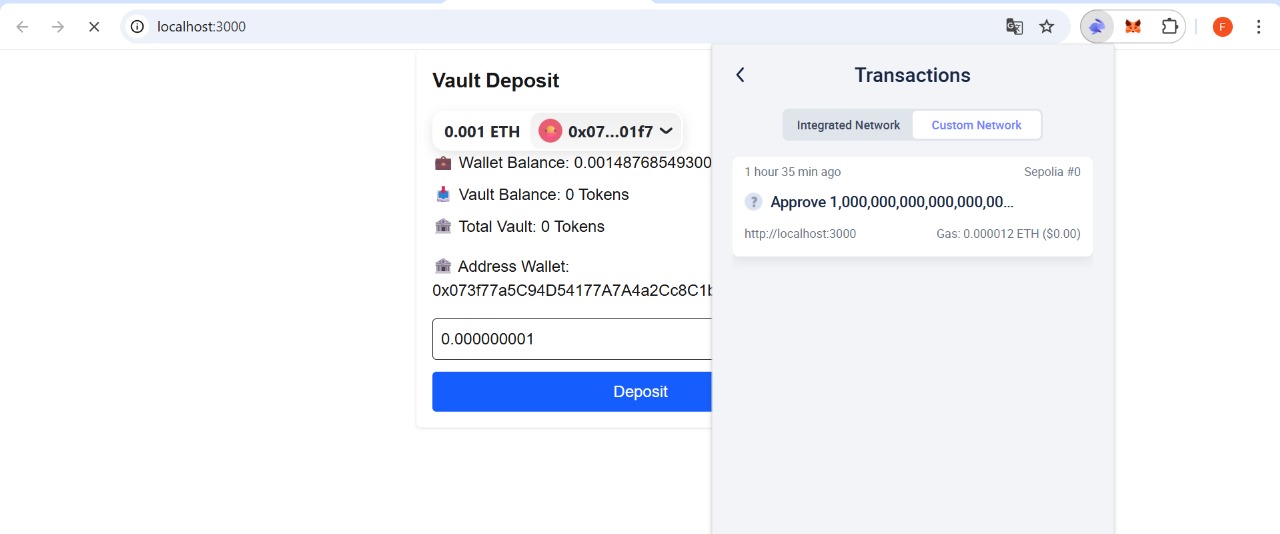 localhost:3000
F
Vault Deposit
0.001 ETH 0x07...01f7
Wallet Balance: 0.00148768549300
Vault Balance: 0 Tokens
Total Vault: 0 Tokens
Address Wallet:
0x073f77a5C94D54177A7A4a2Cc8C1b
0.000000001
Deposit
Transactions
Integrated Network Custom Network
1 hour 35 min ago Sepolia #0
? Approve 1,000,000,000,000,000,00...
http://localhost:3000 Gas: 0.000012 ETH ($0.00)